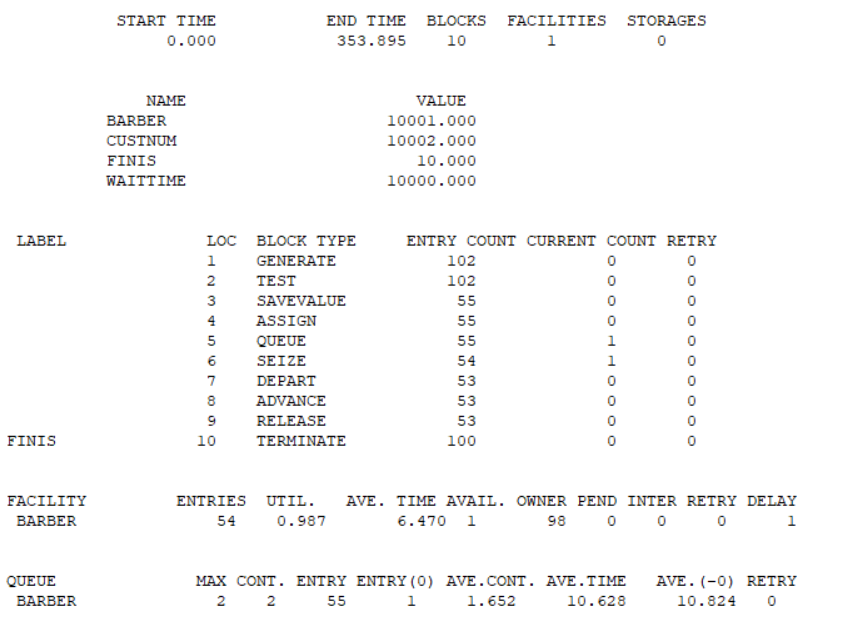 START TIME END TIME BLOCKS FACILITIES STORAGES
0.000 353.895 10 1 0
NAME VALUE
BARBER 10001.000
CUSTNUM 10002.000
FINIS 10.000
WAITTIME 10000.000
LABEL LOC BLOCK TYPE ENTRY COUNT CURRENT COUNT RETRY
1 GENERATE 102 0 0
2 TEST 102 0 0
3 SAVEVALUE 55 0 0
4 ASSIGN 55 0 0
5 QUEUE 55 1 0
6 SEIZE 54 1 0
7 DEPART 53 0 0
8 ADVANCE 53 0 0
9 RELEASE 53 0 0
FINIS 10 TERMINATE 100 0 0
FACILITY ENTRIES UTIL. AVE. TIME AVAIL. OWNER PEND INTER RETRY DELAY
BARBER 54 0.987 6.470 1 98 0 0 0 1
QUEUE MAX CONT. ENTRY ENTRY(0) AVE.CONT. AVE.TIME AVE.(-0) RETRY
BARBER 2 2 55 1 1.652 10.628 10.824 0